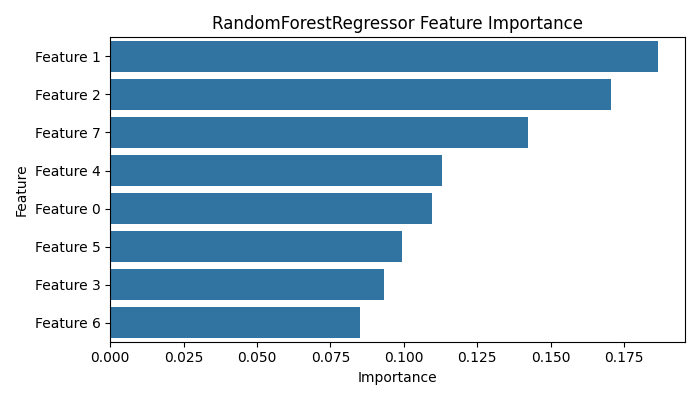 RandomForestRegressor Feature Importance
Feature 1
Feature 2
Feature 7
Feature 4
Feature 0
Feature 5
Feature 3
Feature 6
Feature
0.000 0.025 0.050 0.075 0.100 0.125 0.150 0.175
Importance